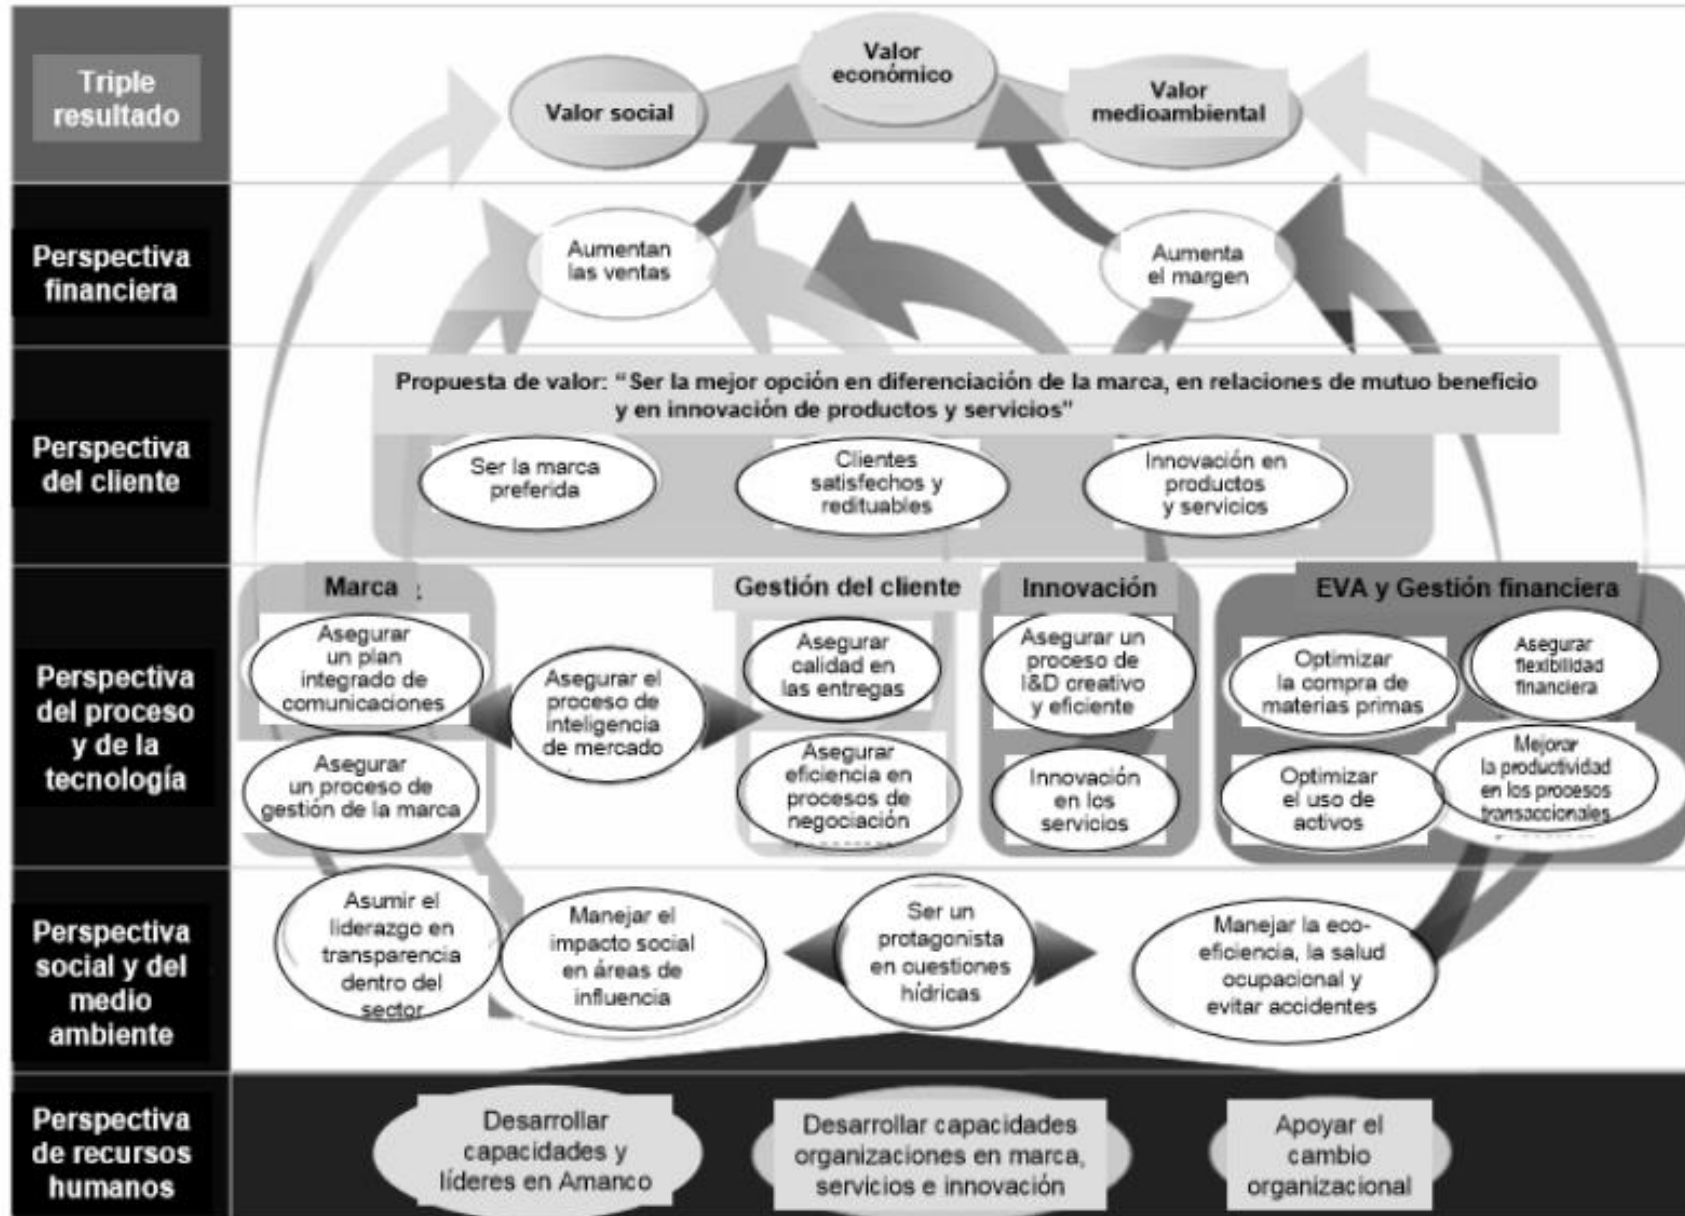 Triple
resultado
Valor social
Valor
económico
Valor
medioambiental
Perspectiva
financiera
Aumentan
las ventas
Aumenta
el margen
Perspectiva
del cliente
Propuesta de valor: “Ser la mejor opción en diferenciación de la marca, en relaciones de mutuo beneficio
y en innovación de productos y servicios”
Ser la marca
preferida
Clientes
satisfechos y
redituables
Innovación en
productos
y servicios
Perspectiva
del proceso
y de la
tecnología
Marca
Asegurar
un plan
integrado de
comunicaciones
Asegurar
un proceso de
gestión de la marca
Asegurar el
proceso de
inteligencia
de mercado
Gestión del cliente
Asegurar
calidad en
las entregas
Asegurar
eficiencia en
procesos de
negociación
Innovación
Asegurar un
proceso de
I&D creativo
y eficiente
Innovación
en los
servicios
EVA y Gestión financiera
Optimizar
la compra de
materias primas
Asegurar
flexibilidad
financiera
Optimizar
el uso de
activos
Mejorar
la productividad
en los procesos
transaccionales
Perspectiva
social y del
medio
ambiente
Asumir el
liderazgo en
transparencia
dentro del
sector
Manejar el
impacto social
en áreas de
influencia
Ser un
protagonista
en cuestiones
hídricas
Manejar la eco-
eficiencia, la salud
ocupacional y
evitar accidentes
Perspectiva
de recursos
humanos
Desarrollar
capacidades y
líderes en Amanco
Desarrollar capacidades
organizaciones en marca,
servicios e innovación
Apoyar el
cambio
organizacional